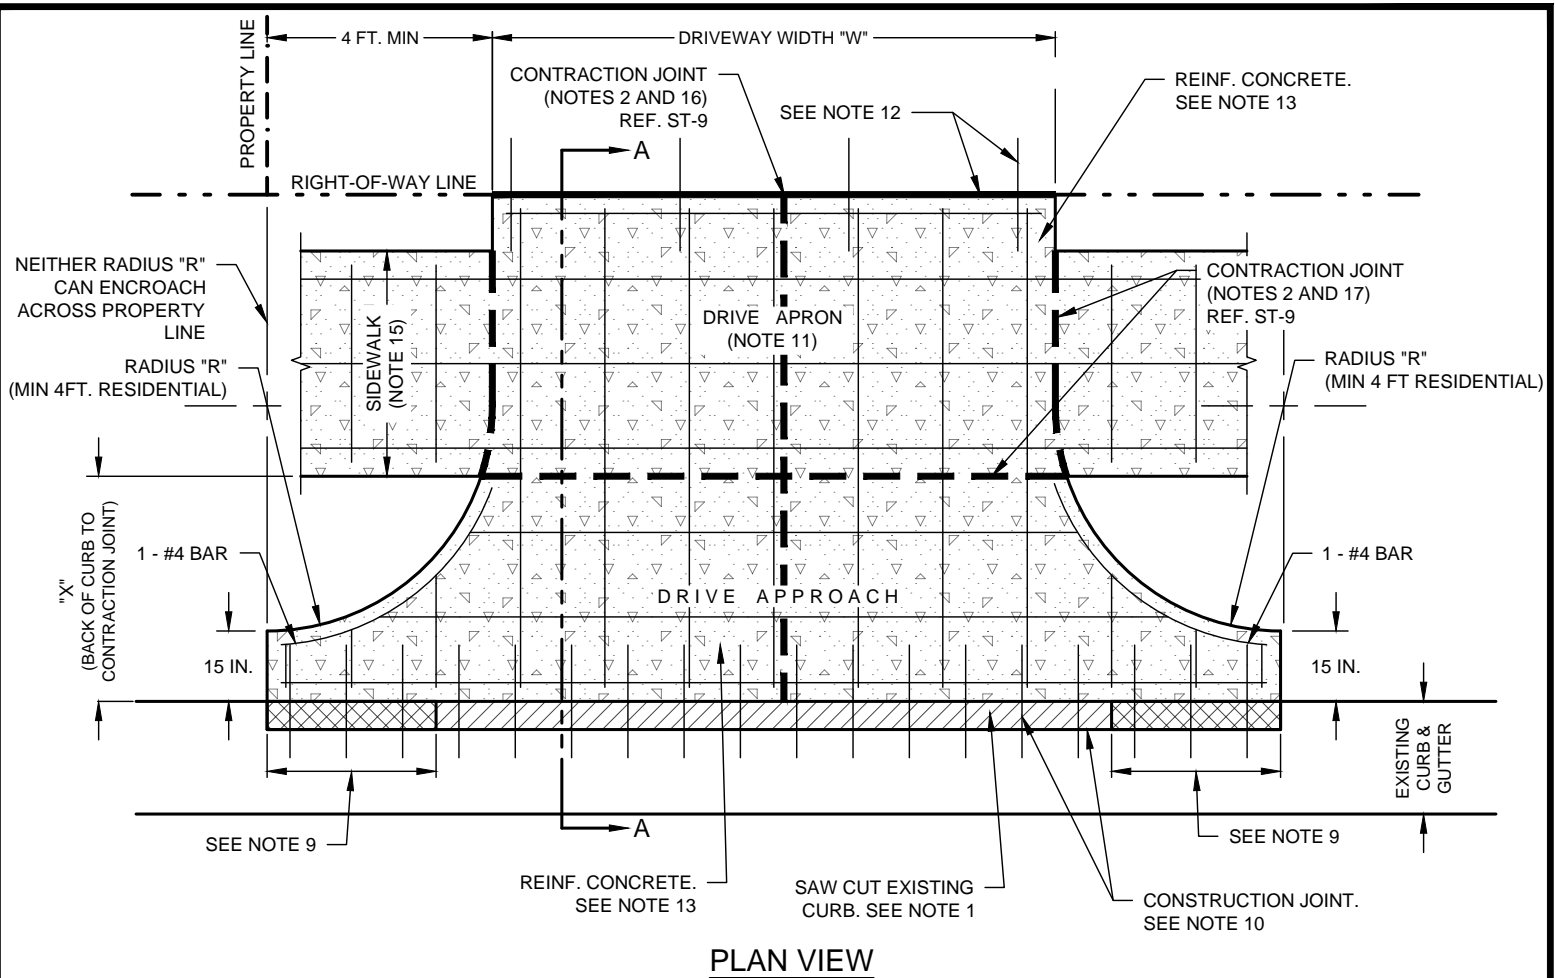 PROPERTY LINE
4 FT. MIN
DRIVEWAY WIDTH "W"
CONTRACTION JOINT
(NOTES 2 AND 16)
REF. ST-9
SEE NOTE 12
REINF. CONCRETE.
SEE NOTE 13
A
RIGHT-OF-WAY LINE
NEITHER RADIUS "R"
CAN ENCROACH
ACROSS PROPERTY
LINE
RADIUS "R"
(MIN 4FT. RESIDENTIAL)
SIDEWALK
(NOTE 15)
DRIVE APRON
(NOTE 11)
CONTRACTION JOINT
(NOTES 2 AND 17)
REF. ST-9
RADIUS "R"
(MIN 4 FT RESIDENTIAL)
"X"
(BACK OF CURB TO
CONTRACTION JOINT)
1 - #4 BAR
1 - #4 BAR
DRIVE APPROACH
15 IN.
15 IN.
EXISTING
CURB &
GUTTER
SEE NOTE 9
A
SEE NOTE 9
REINF. CONCRETE.
SEE NOTE 13
SAW CUT EXISTING
CURB. SEE NOTE 1
CONSTRUCTION JOINT.
SEE NOTE 10
PLAN VIEW